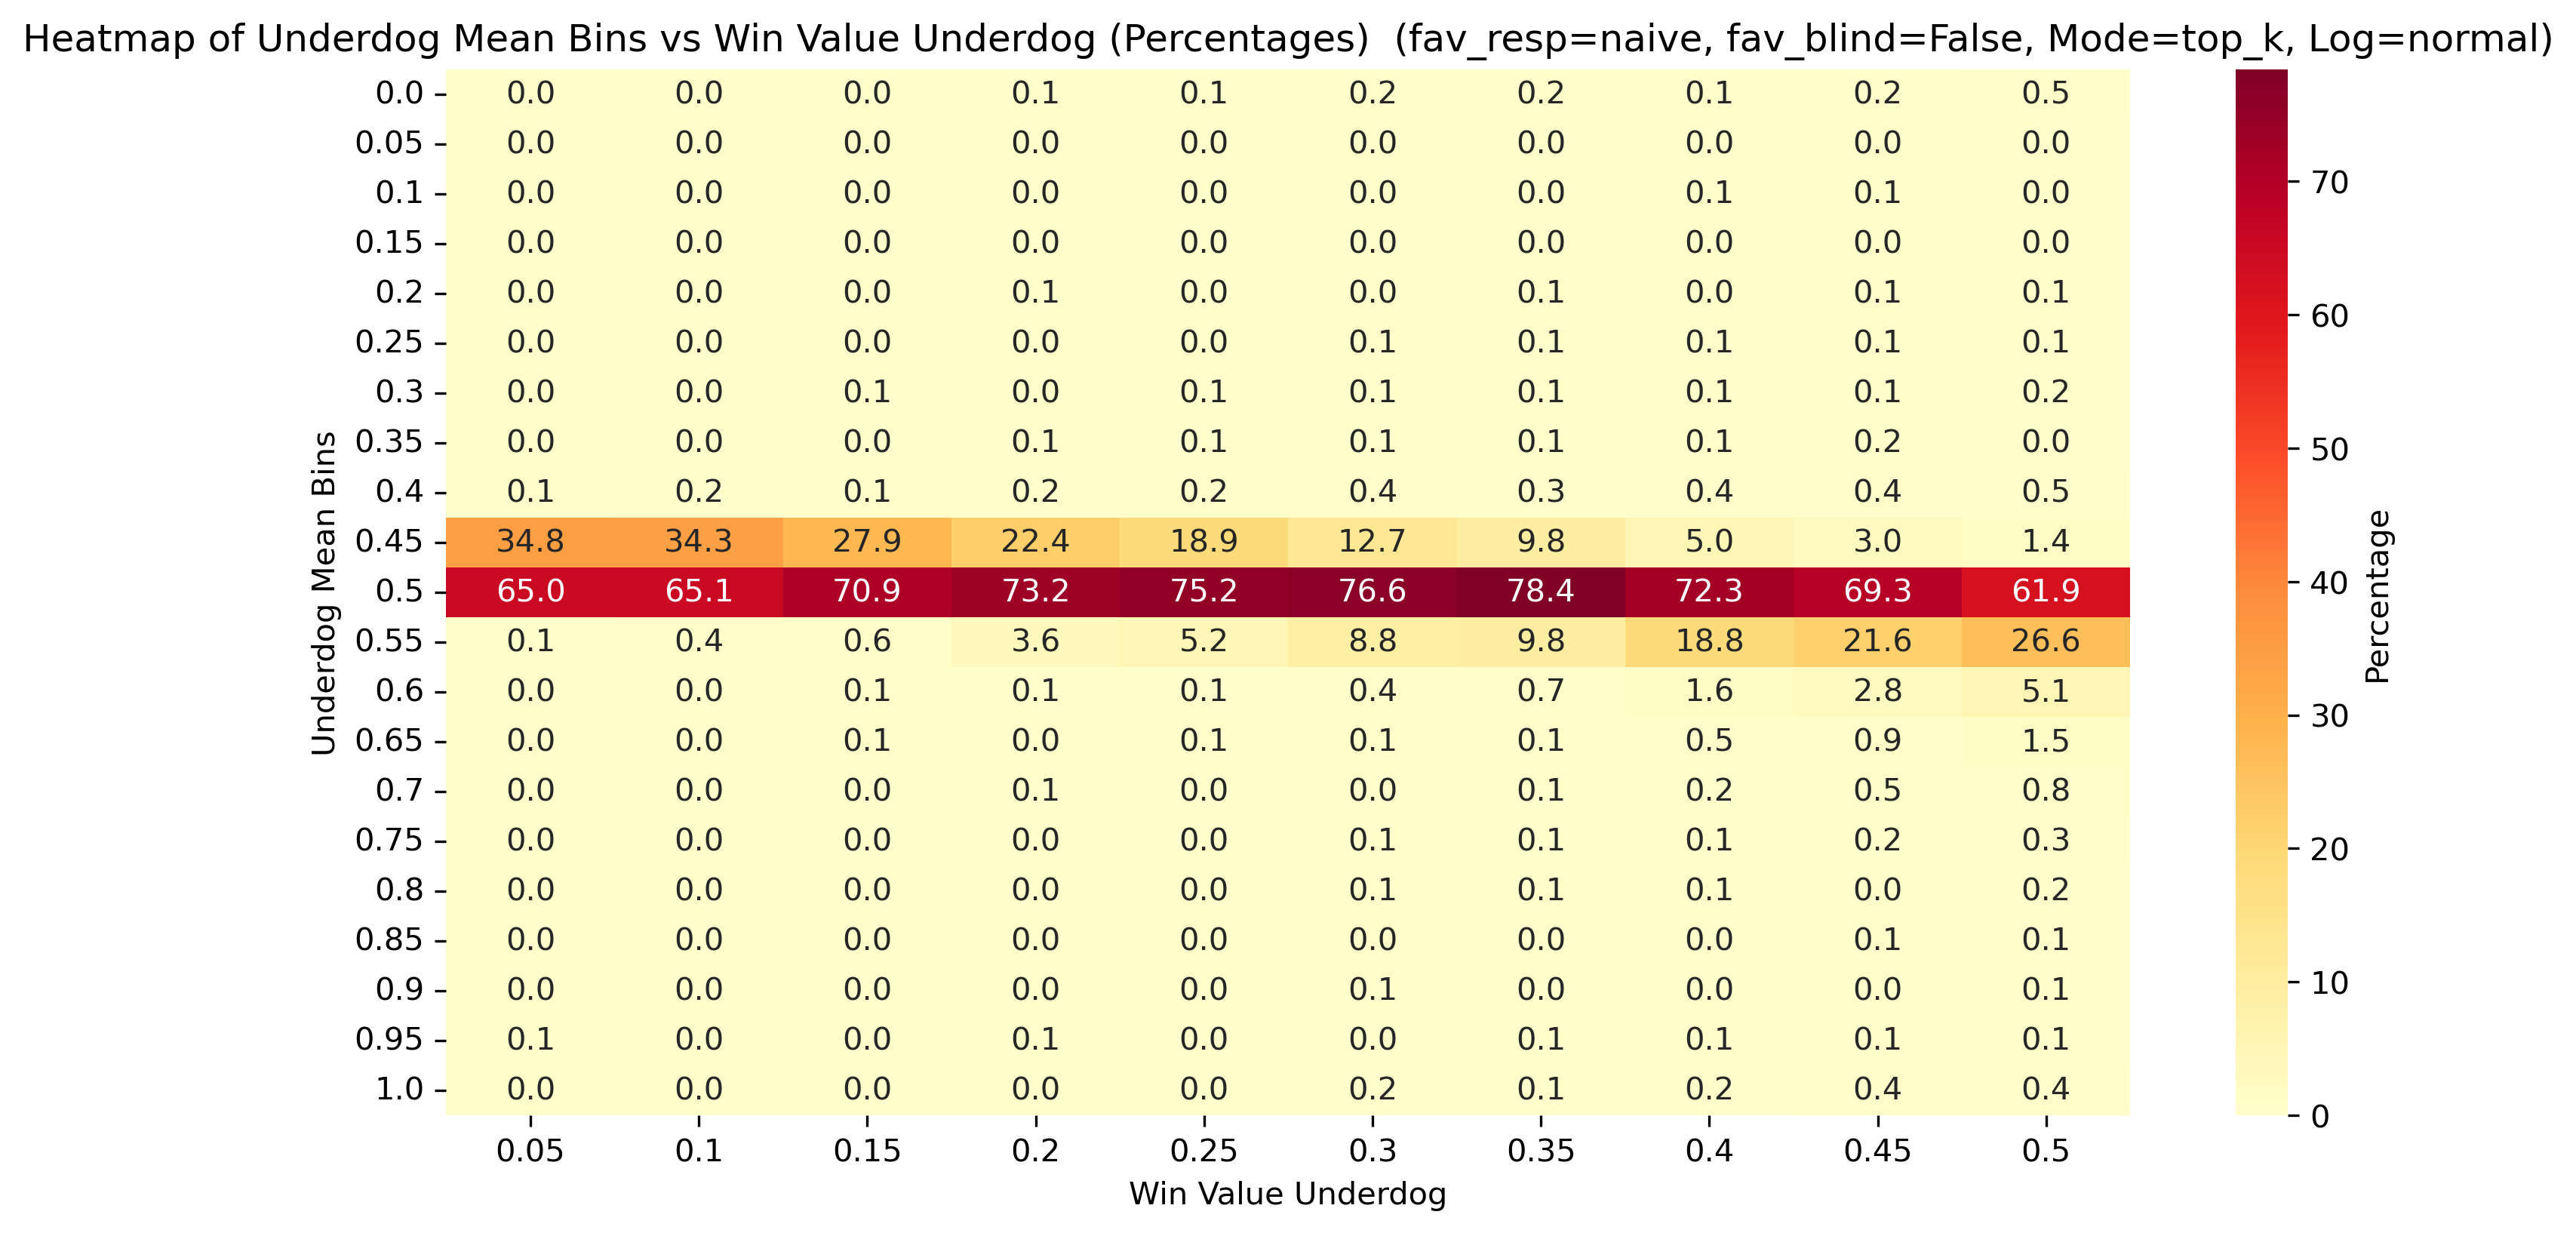 Heatmap of Underdog Mean Bins vs Win Value Underdog (Percentages)  (fav_resp=naive, fav_blind=False, Mode=top_k, Log=normal)
0.0 0.0 0.0 0.0 0.1 0.1 0.2 0.2 0.1 0.2 0.5
0.05 0.0 0.0 0.0 0.0 0.0 0.0 0.0 0.0 0.0 0.0
0.1 0.0 0.0 0.0 0.0 0.0 0.0 0.0 0.1 0.1 0.0
0.15 0.0 0.0 0.0 0.0 0.0 0.0 0.0 0.0 0.0 0.0
0.2 0.0 0.0 0.0 0.1 0.0 0.0 0.1 0.0 0.1 0.1
0.25 0.0 0.0 0.0 0.0 0.0 0.1 0.1 0.1 0.1 0.1
0.3 0.0 0.0 0.1 0.0 0.1 0.1 0.1 0.1 0.1 0.2
0.35 0.0 0.0 0.0 0.1 0.1 0.1 0.1 0.1 0.2 0.0
0.4 0.1 0.2 0.1 0.2 0.2 0.4 0.3 0.4 0.4 0.5
0.45 34.8 34.3 27.9 22.4 18.9 12.7 9.8 5.0 3.0 1.4
0.5 65.0 65.1 70.9 73.2 75.2 76.6 78.4 72.3 69.3 61.9
0.55 0.1 0.4 0.6 3.6 5.2 8.8 9.8 18.8 21.6 26.6
0.6 0.0 0.0 0.1 0.1 0.1 0.4 0.7 1.6 2.8 5.1
0.65 0.0 0.0 0.1 0.0 0.1 0.1 0.1 0.5 0.9 1.5
0.7 0.0 0.0 0.0 0.1 0.0 0.0 0.1 0.2 0.5 0.8
0.75 0.0 0.0 0.0 0.0 0.0 0.1 0.1 0.1 0.2 0.3
0.8 0.0 0.0 0.0 0.0 0.0 0.1 0.1 0.1 0.0 0.2
0.85 0.0 0.0 0.0 0.0 0.0 0.0 0.0 0.0 0.1 0.1
0.9 0.0 0.0 0.0 0.0 0.0 0.1 0.0 0.0 0.0 0.1
0.95 0.1 0.0 0.0 0.1 0.0 0.0 0.1 0.1 0.1 0.1
1.0 0.0 0.0 0.0 0.0 0.0 0.2 0.1 0.2 0.4 0.4
0.05 0.1 0.15 0.2 0.25 0.3 0.35 0.4 0.45 0.5
Win Value Underdog
Underdog Mean Bins
70
60
50
40
30
20
10
0
Percentage